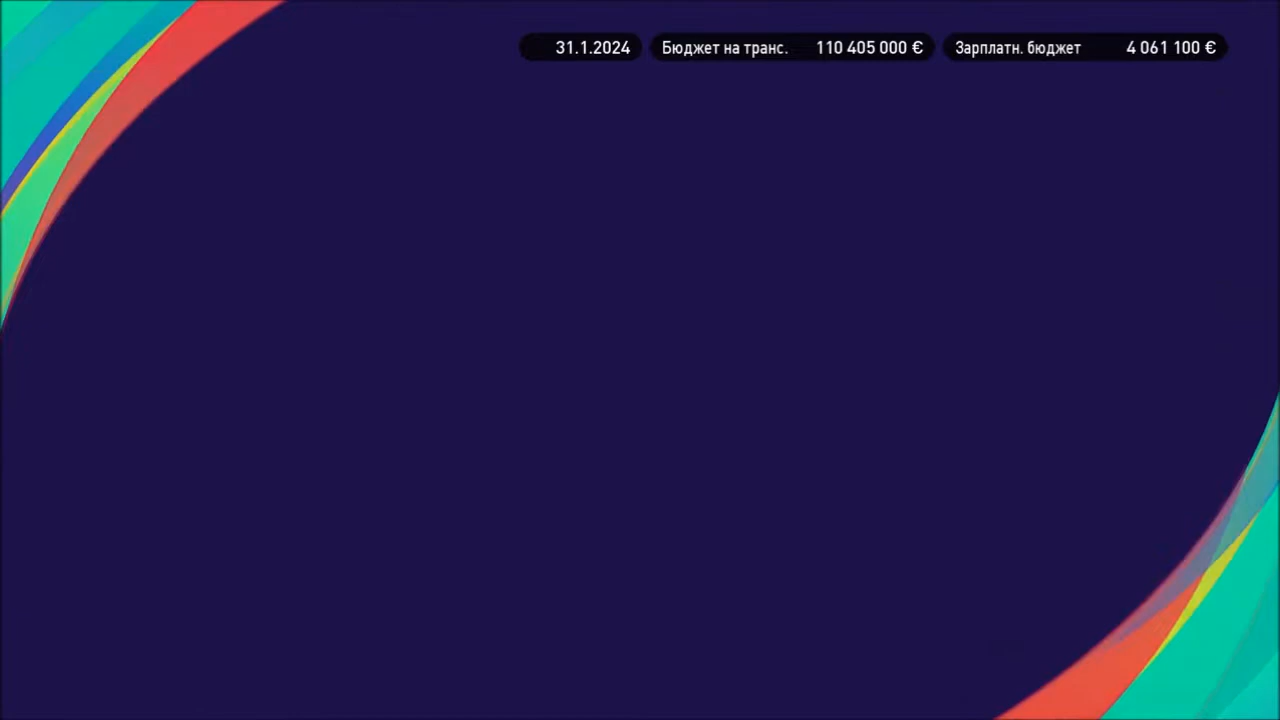 31.1.2024 Бюджет на транс. 110 405 000 € Зарплатн. бюджет 4 061 100 €